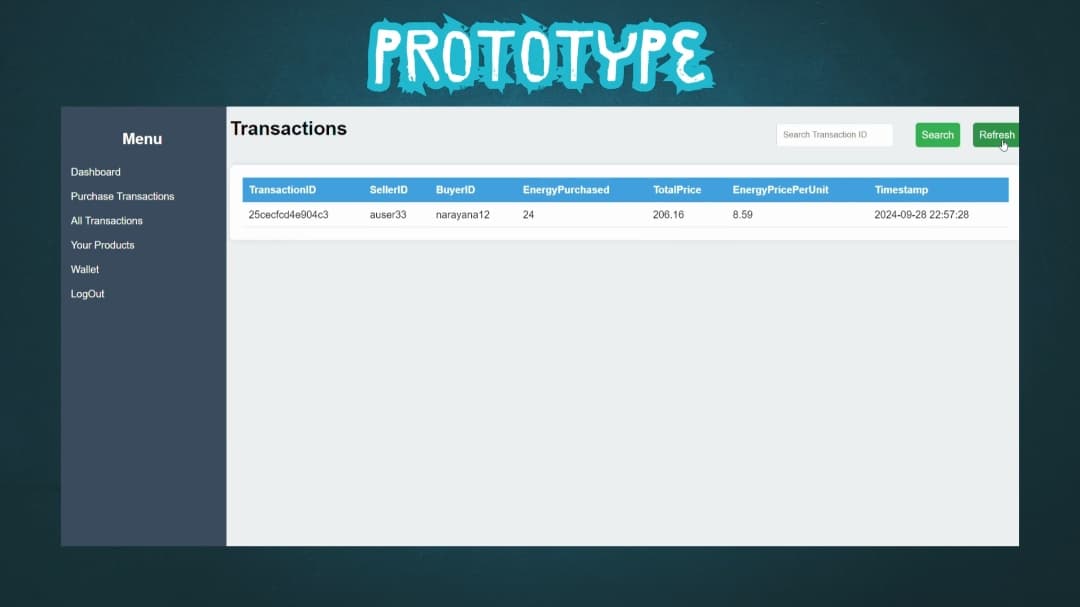 PROTOTYPE
Menu
Dashboard
Purchase Transactions
All Transactions
Your Products
Wallet
LogOut
Transactions
Search Transaction ID
Search
Refresh
TransactionID SellerID BuyerID EnergyPurchased TotalPrice EnergyPricePerUnit Timestamp
25cecfcd4e904c3 auser33 narayana12 24 206.16 8.59 2024-09-28 22:57:28